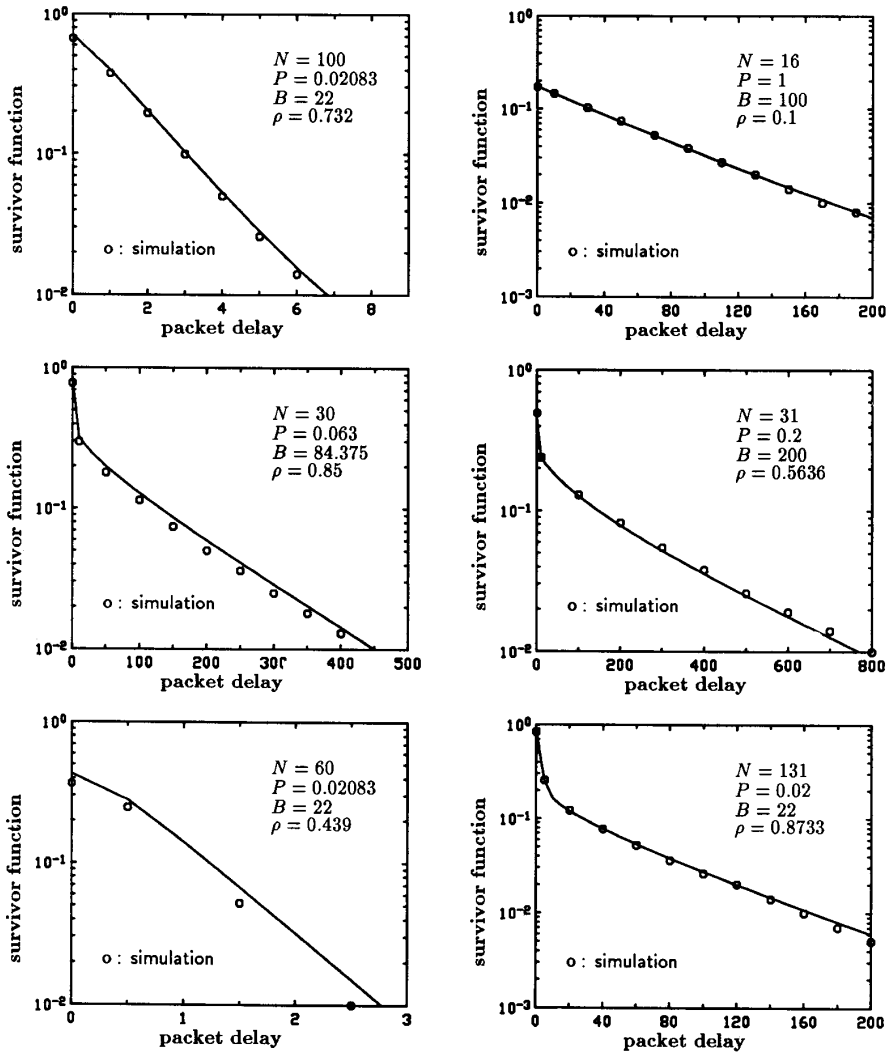 survivor function
10⁰
10⁻¹
10⁻²
N = 100
P = 0.02083
B = 22
ρ = 0.732
o : simulation
0 2 4 6 8
packet delay
survivor function
10⁰
10⁻¹
10⁻²
10⁻³
N = 16
P = 1
B = 100
ρ = 0.1
o : simulation
0 40 80 120 160 200
packet delay
survivor function
10⁰
10⁻¹
10⁻²
N = 30
P = 0.063
B = 84.375
ρ = 0.85
o : simulation
0 100 200 30r 400 500
packet delay
survivor function
10⁰
10⁻¹
10⁻²
N = 31
P = 0.2
B = 200
ρ = 0.5636
o : simulation
0 200 400 600 800
packet delay
survivor function
10⁰
10⁻¹
10⁻²
N = 60
P = 0.02083
B = 22
ρ = 0.439
o : simulation
0 1 2 3
packet delay
survivor function
10⁰
10⁻¹
10⁻²
10⁻³
N = 131
P = 0.02
B = 22
ρ = 0.8733
o : simulation
0 40 80 120 160 200
packet delay